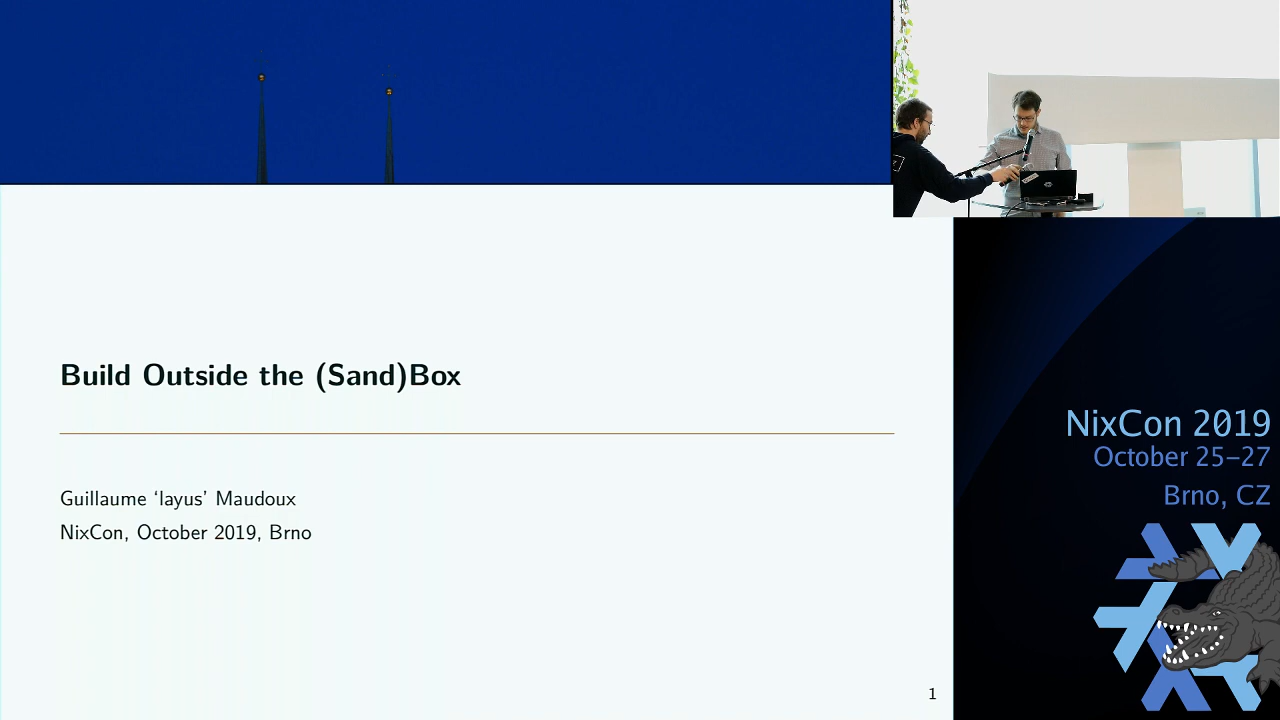 Build Outside the (Sand)Box
Guillaume ‘layus’ Maudoux
NixCon, October 2019, Brno
1
NixCon 2019
October 25–27
Brno, CZ